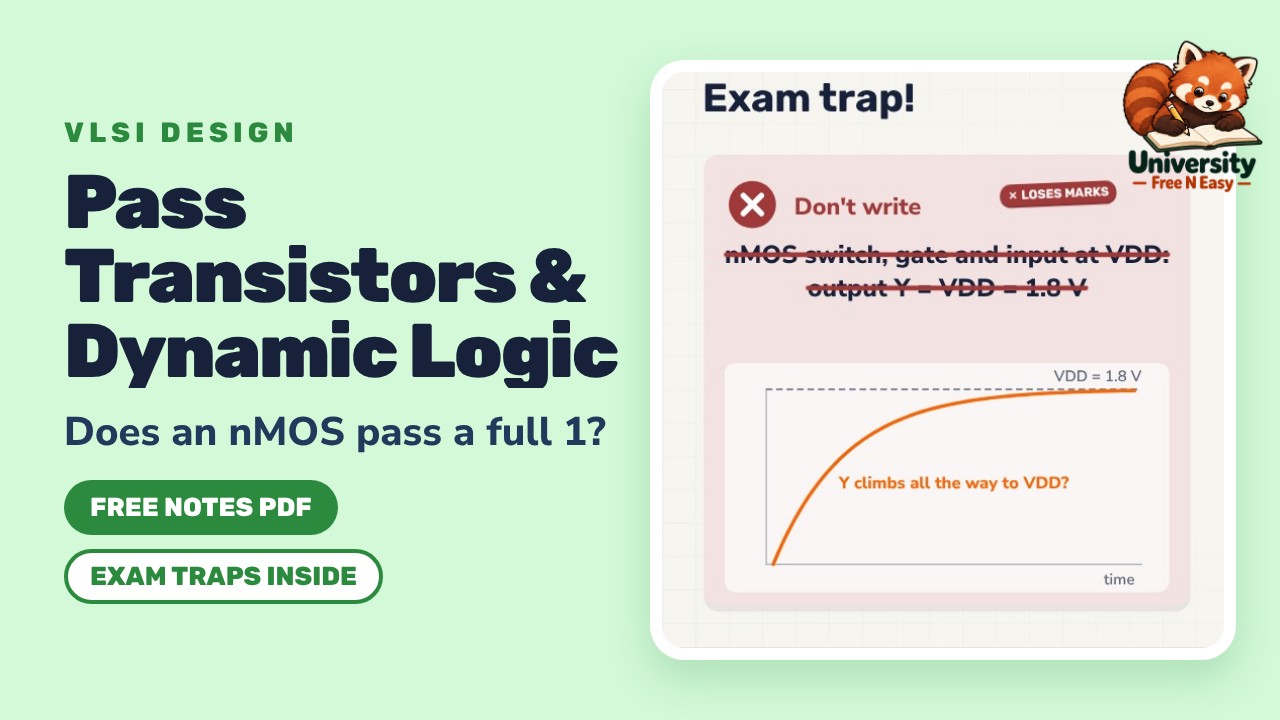 VLSI DESIGN
Pass
Transistors &
Dynamic Logic
Does an nMOS pass a full 1?
FREE NOTES PDF
EXAM TRAPS INSIDE
Exam trap!
Don't write
× LOSES MARKS
nMOS switch, gate and input at VDD:
output Y = VDD = 1.8 V
VDD = 1.8 V
Y climbs all the way to VDD?
time
University
Free N Easy